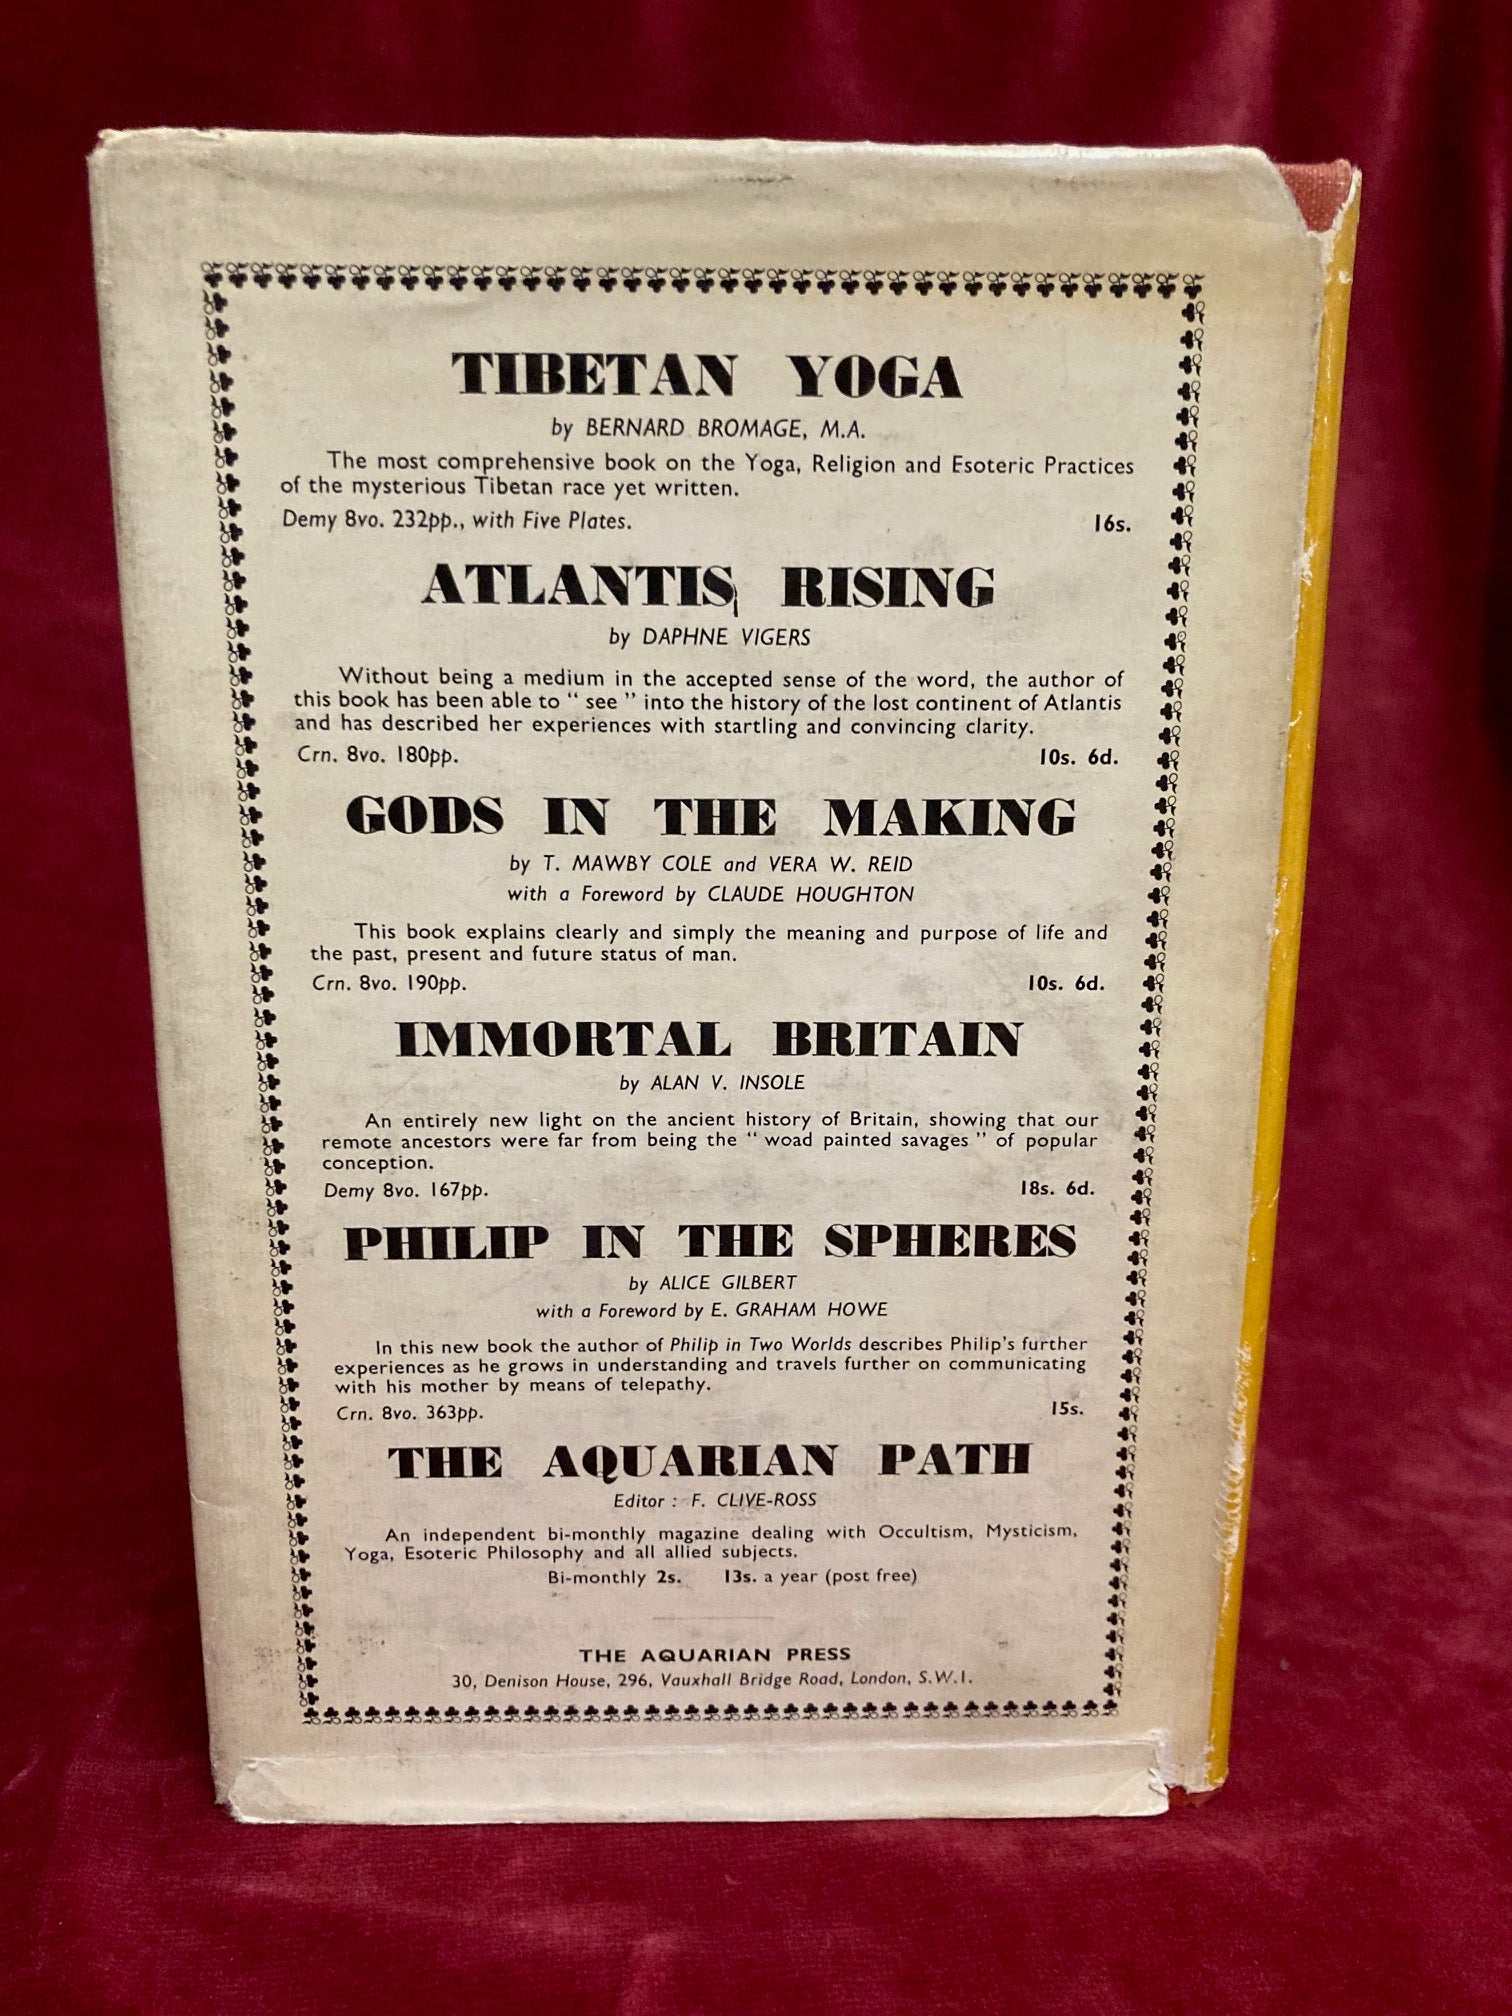 TIBETAN YOGA
by BERNARD BROMAGE, M.A.
The most comprehensive book on the Yoga, Religion and Esoteric Practices
of the mysterious Tibetan race yet written.
Demy 8vo. 232pp., with Five Plates. 16s.
ATLANTIS RISING
by DAPHNE VIGERS
Without being a medium in the accepted sense of the word, the author of
this book has been able to “ see ” into the history of the lost continent of Atlantis
and has described her experiences with startling and convincing clarity.
Crn. 8vo. 180pp. 10s. 6d.
GODS IN THE MAKING
by T. MAWBY COLE and VERA W. REID
with a Foreword by CLAUDE HOUGHTON
This book explains clearly and simply the meaning and purpose of life and
the past, present and future status of man.
Crn. 8vo. 190pp. 10s. 6d.
IMMORTAL BRITAIN
by ALAN V. INSOLE
An entirely new light on the ancient history of Britain, showing that our
remote ancestors were far from being the “ woad painted savages ” of popular
conception.
Demy 8vo. 167pp. 18s. 6d.
PHILIP IN THE SPHERES
by ALICE GILBERT
with a Foreword by E. GRAHAM HOWE
In this new book the author of Philip in Two Worlds describes Philip's further
experiences as he grows in understanding and travels further on communicating
with his mother by means of telepathy.
Crn. 8vo. 363pp. 15s.
THE AQUARIAN PATH
Editor : F. CLIVE-ROSS
An independent bi-monthly magazine dealing with Occultism, Mysticism,
Yoga, Esoteric Philosophy and all allied subjects.
Bi-monthly 2s. 13s. a year (post free)
THE AQUARIAN PRESS
30, Denison House, 296, Vauxhall Bridge Road, London, S.W.1.